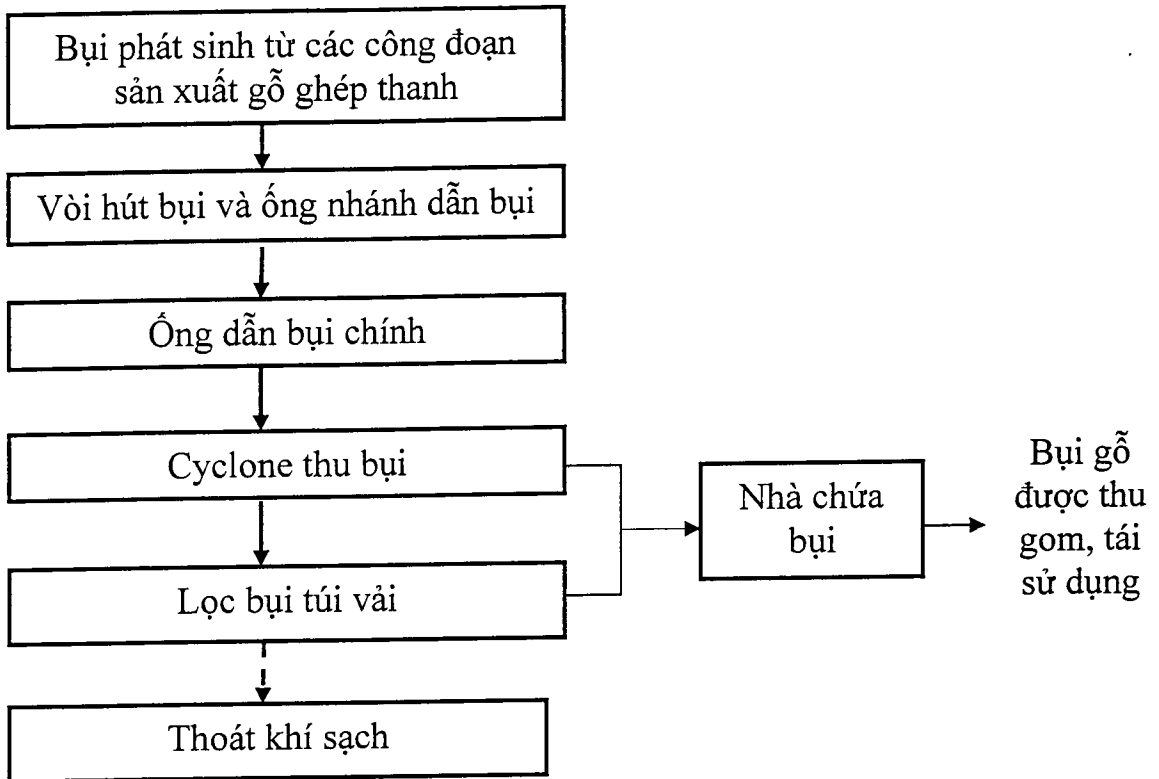 Bụi phát sinh từ các công đoạn
sản xuất gỗ ghép thanh
Vòi hút bụi và ống nhánh dẫn bụi
Ống dẫn bụi chính
Cyclone thu bụi
Lọc bụi túi vải
Thoát khí sạch
Nhà chứa
bụi
Bụi gỗ
được thu
gom, tái
sử dụng